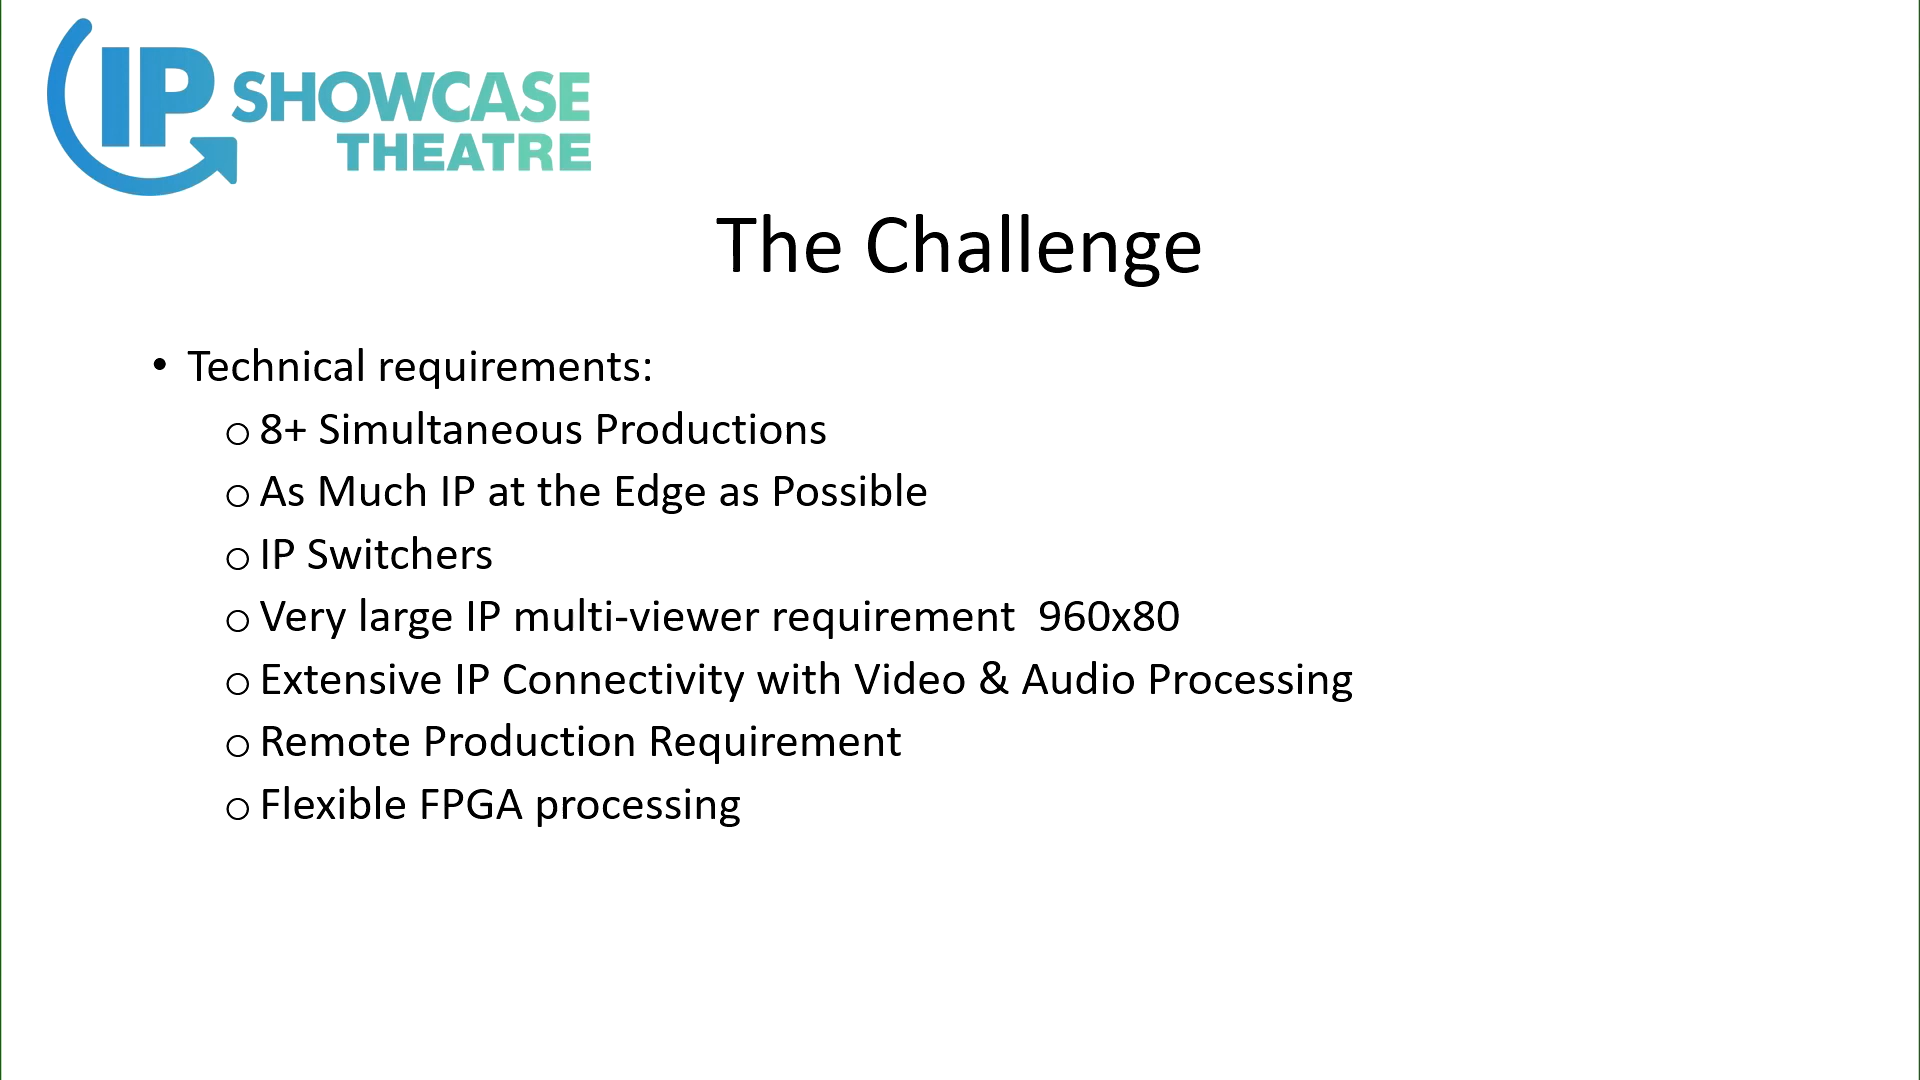 IP SHOWCASE
THEATRE
The Challenge
• Technical requirements:
o 8+ Simultaneous Productions
o As Much IP at the Edge as Possible
o IP Switchers
o Very large IP multi-viewer requirement  960x80
o Extensive IP Connectivity with Video & Audio Processing
o Remote Production Requirement
o Flexible FPGA processing